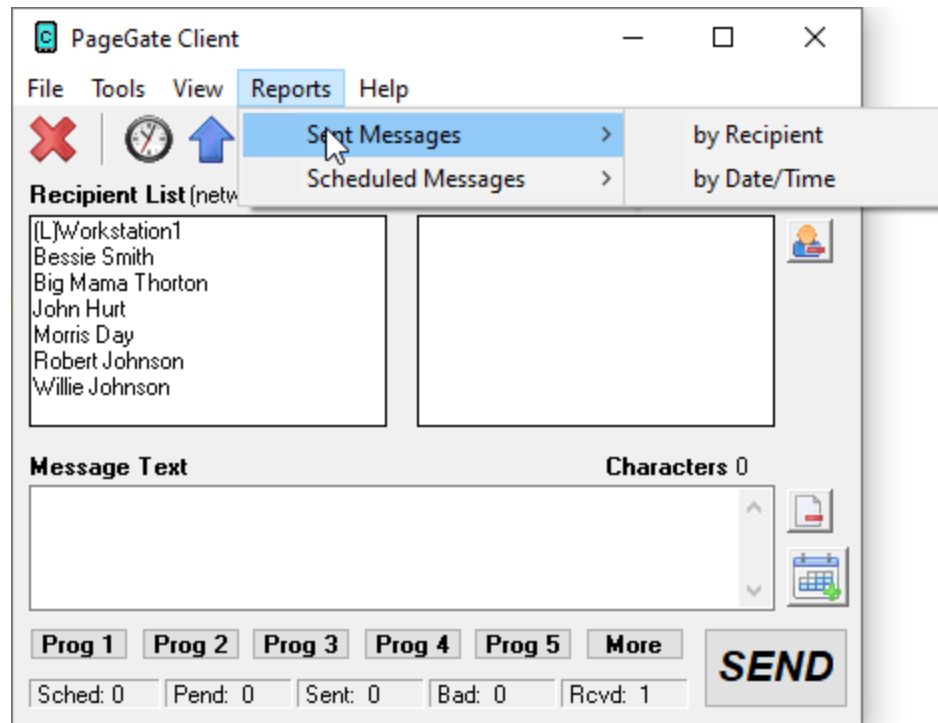 C PageGate Client
File Tools View Reports Help
Sent Messages by Recipient
Scheduled Messages by Date/Time
Recipient List
(L)Workstation1
Bessie Smith
Big Mama Thorton
John Hurt
Morris Day
Robert Johnson
Willie Johnson
Message Text Characters 0
Prog 1 Prog 2 Prog 3 Prog 4 Prog 5 More
SEND
Sched: 0 Pend: 0 Sent: 0 Bad: 0 Rcvd: 1